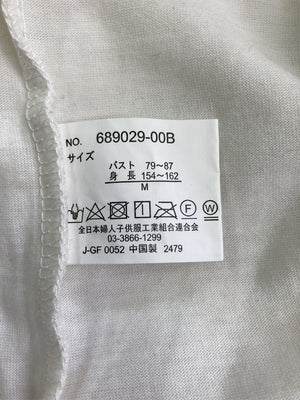 NO. 689029-00B
サイズ
バスト 79〜87
身長 154〜162
M
F W
全日本婦人子供服工業組合連合会
03-3866-1299
J-GF 0052 中国製 2479